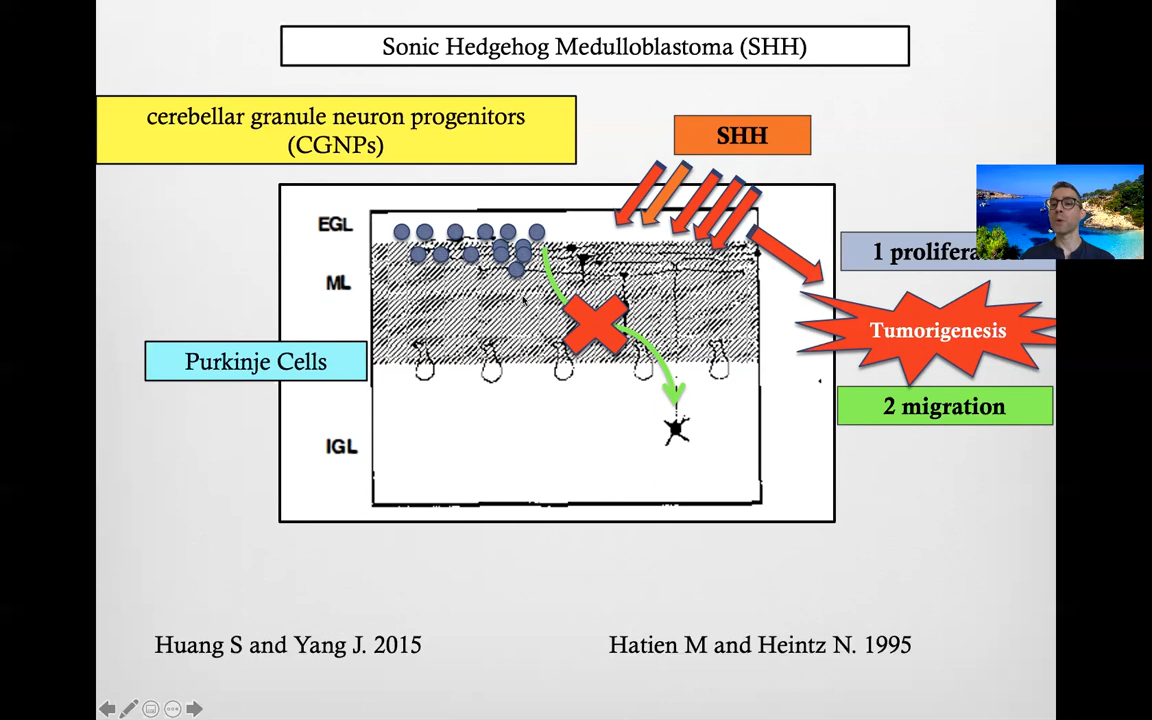 Sonic Hedgehog Medulloblastoma (SHH)
cerebellar granule neuron progenitors
(CGNPs)
SHH
EGL
1 prolifera
ML
Tumorigenesis
Purkinje Cells
2 migration
IGL
Huang S and Yang J. 2015
Hatien M and Heintz N. 1995